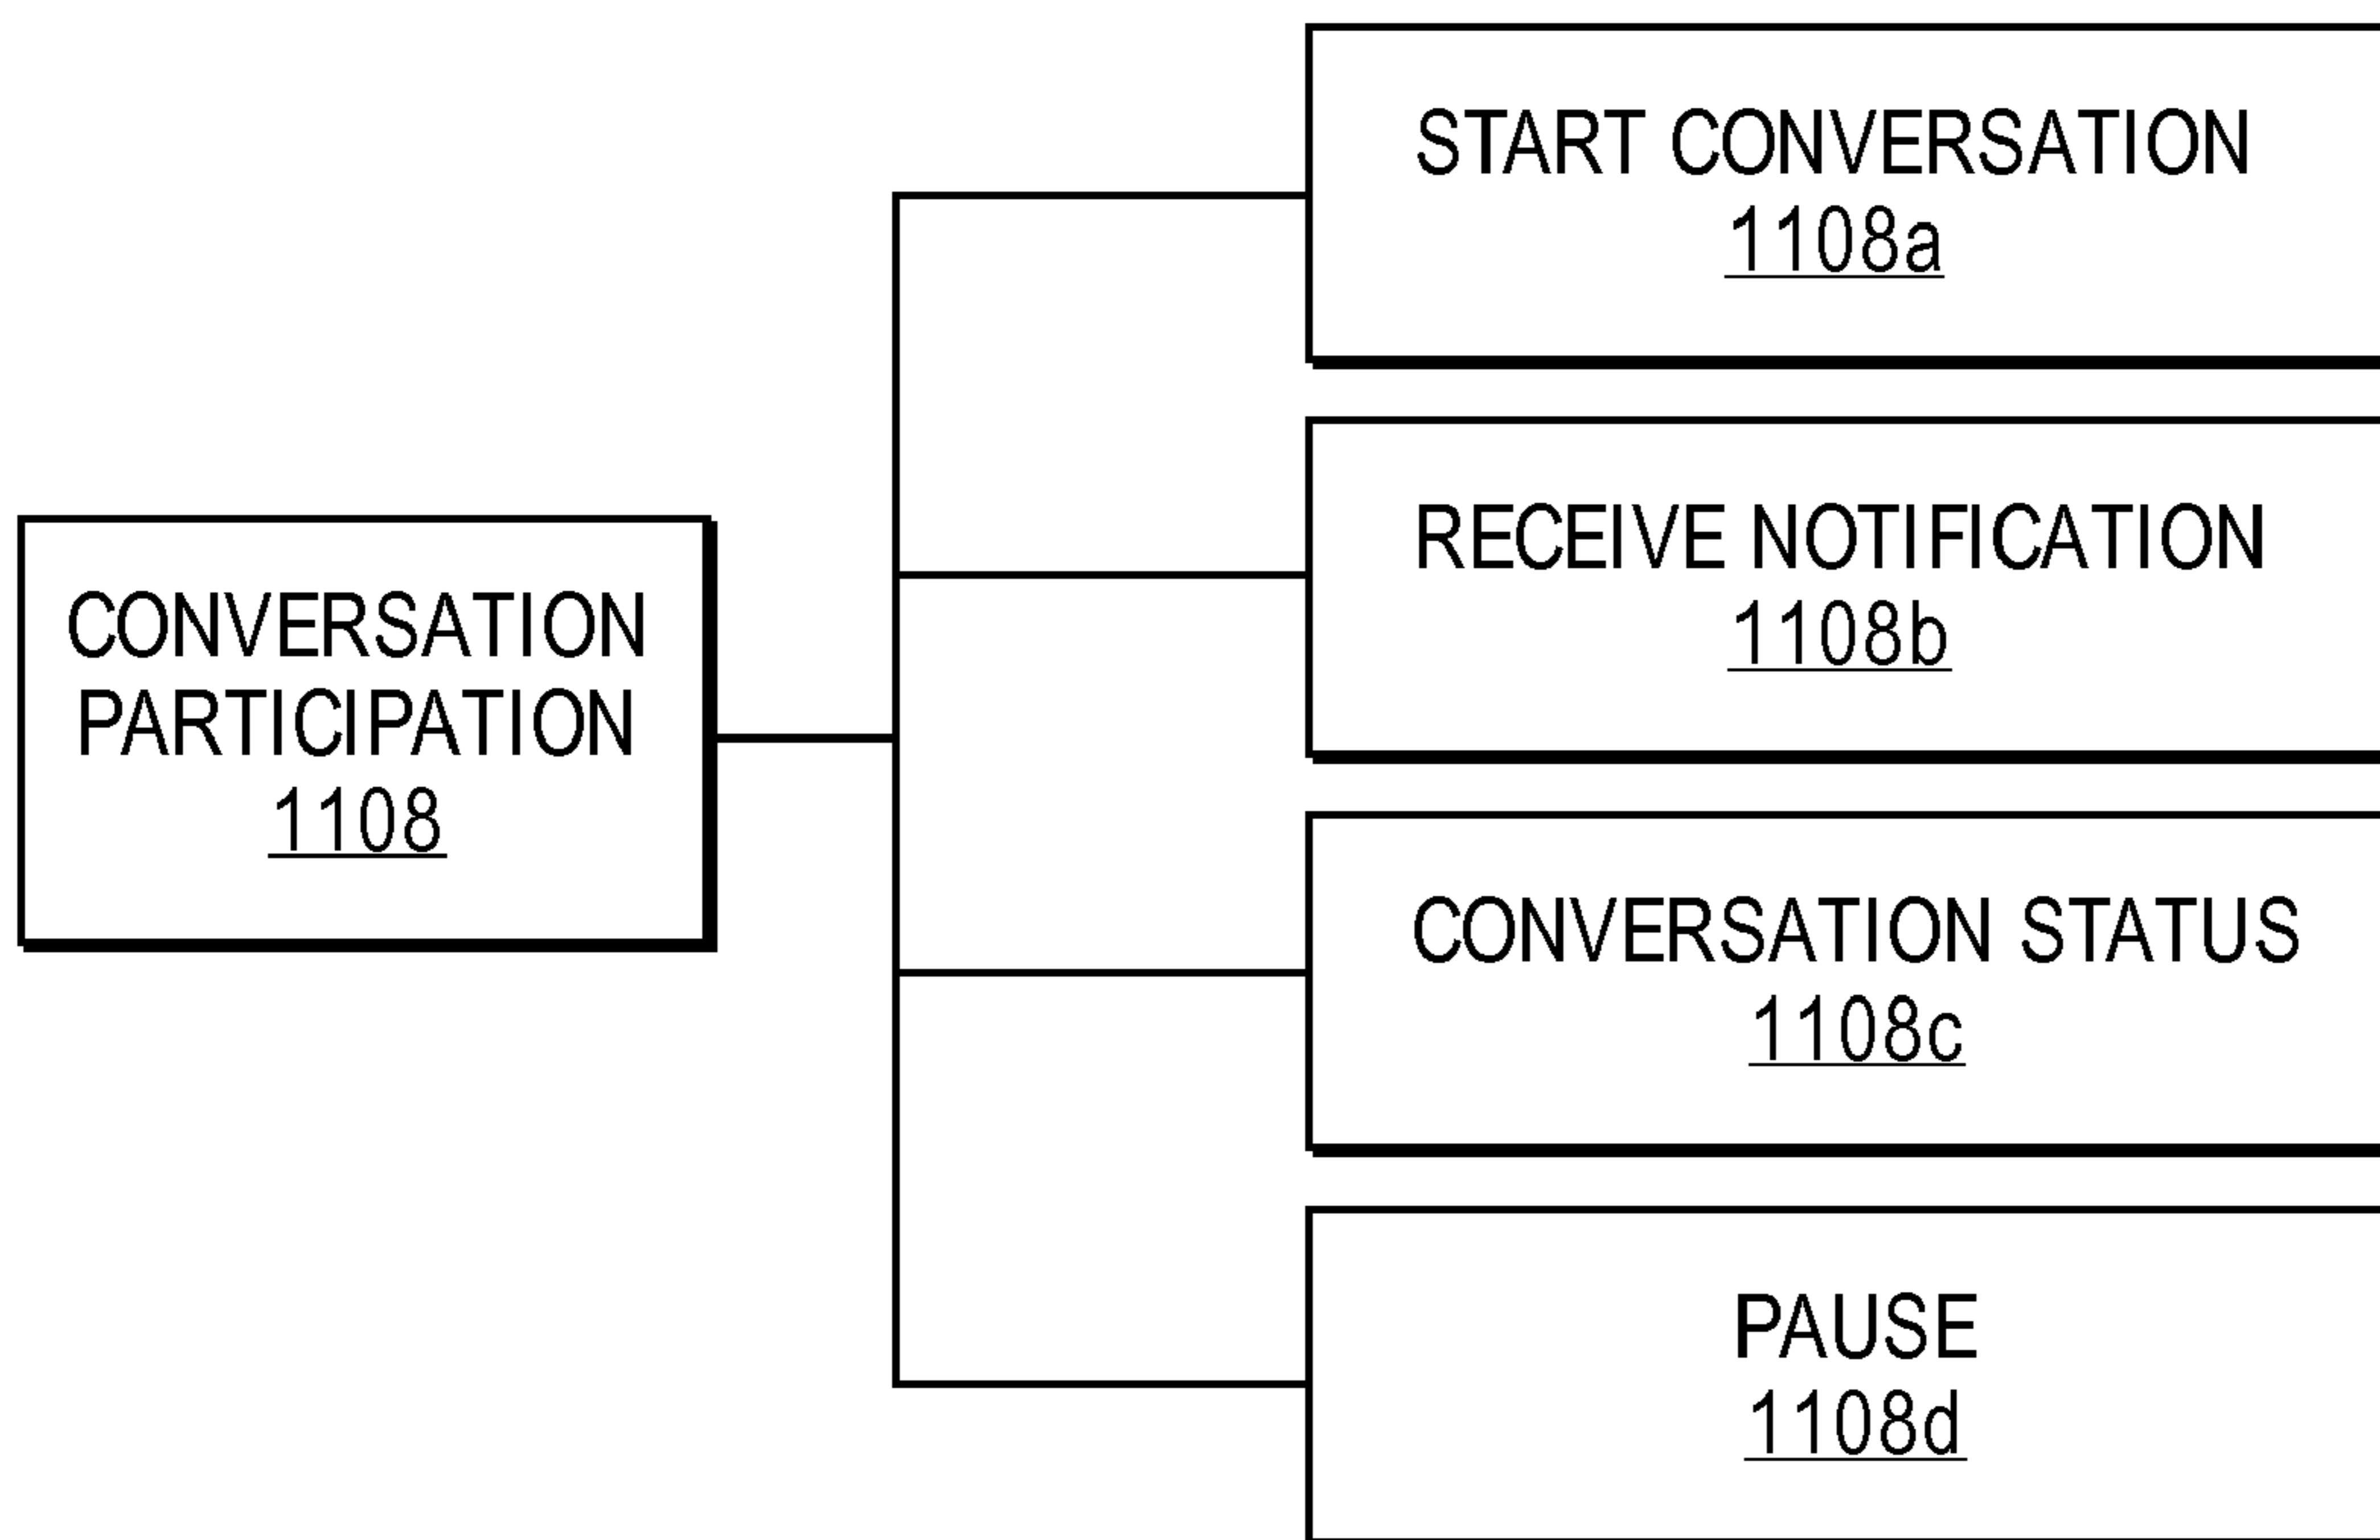 START CONVERSATION
1108a
RECEIVE NOTIFICATION
1108b
CONVERSATION
PARTICIPATION
1108
CONVERSATION STATUS
1108c
PAUSE
1108d